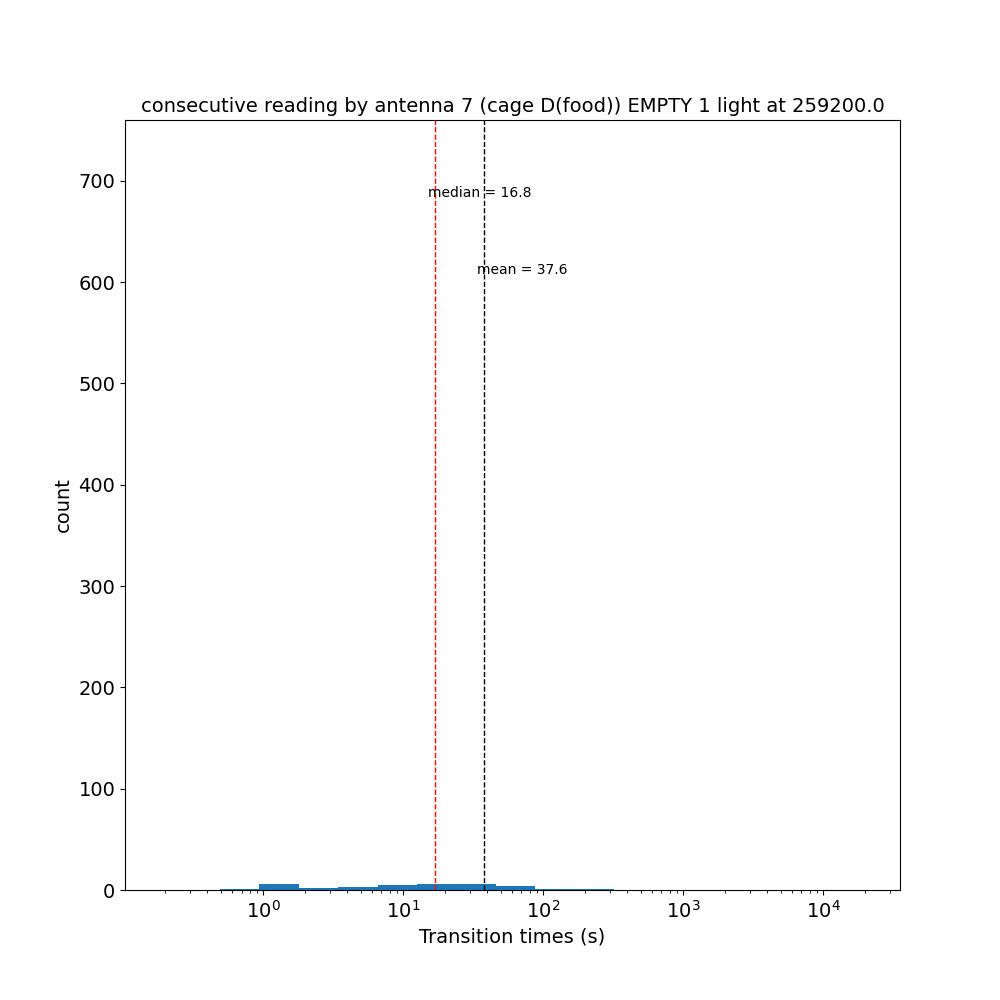 consecutive reading by antenna 7 (cage D(food)) EMPTY 1 light at 259200.0
700
600
500
400
300
200
100
0
count
median = 16.8
mean = 37.6
10⁰
10¹
10²
10³
10⁴
Transition times (s)